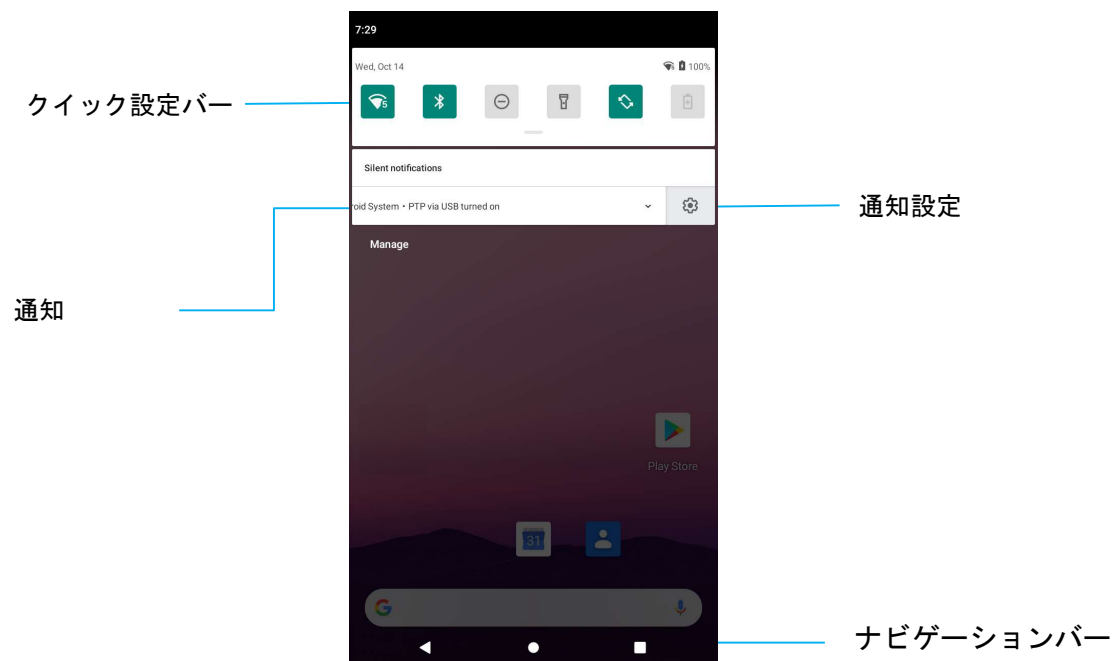 7:29
Wed, Oct 14
100%
クイック設定バー
5
Silent notifications
roid System • PTP via USB turned on
通知設定
Manage
通知
Play Store
31
G
ナビゲーションバー